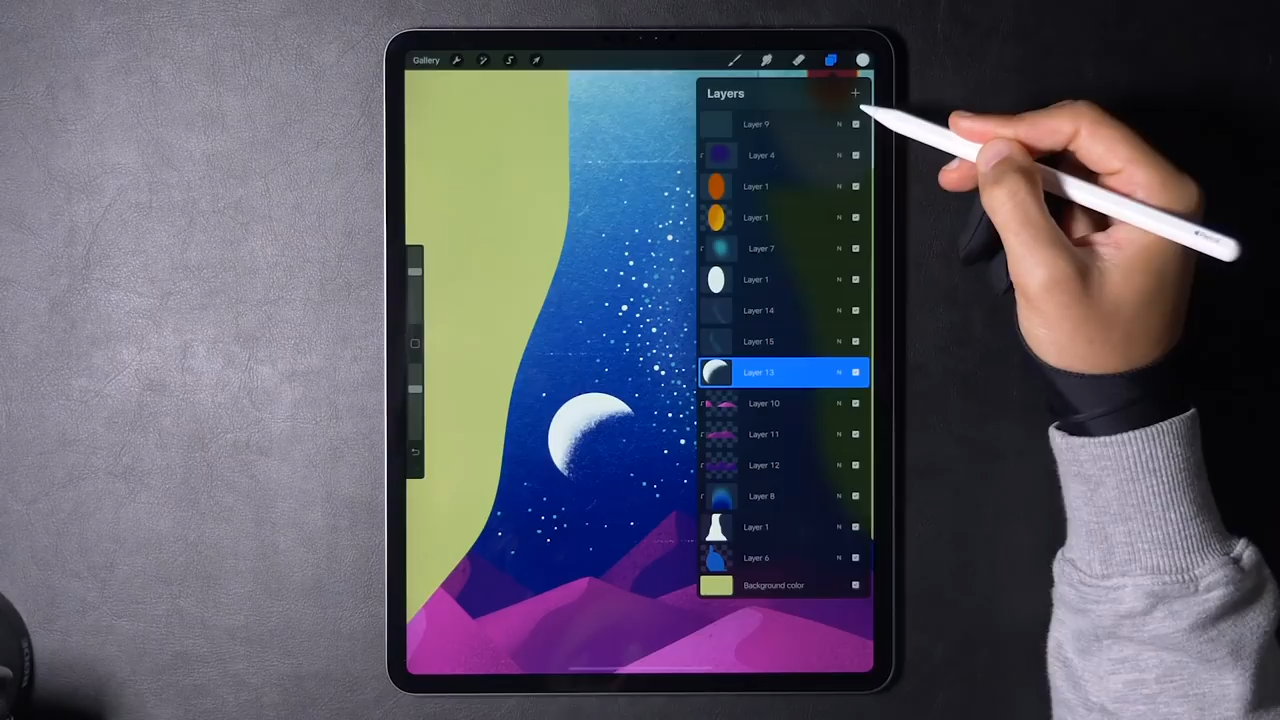 Gallery
Layers
Layer 9 N
Layer 4 N
Layer 1 N
Layer 1 N
Layer 7 N
Layer 1 N
Layer 14 N
Layer 15 N
Layer 13 N
Layer 10 N
Layer 11 N
Layer 12 N
Layer 8 N
Layer 1 N
Layer 6 N
Background color